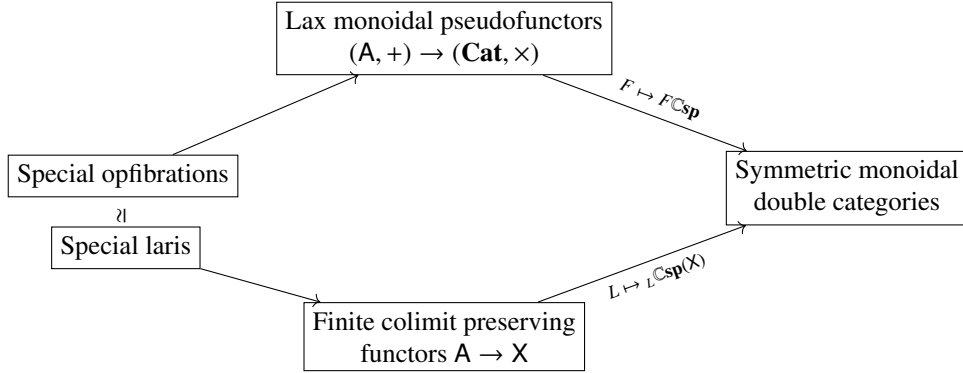 Lax monoidal pseudofunctors
(A, +) → (Cat, ×)
F ↦ Fℂsp
Special opfibrations
≃
Special laris
Symmetric monoidal
double categories
L ↦ Lℂsp(X)
Finite colimit preserving
functors A → X